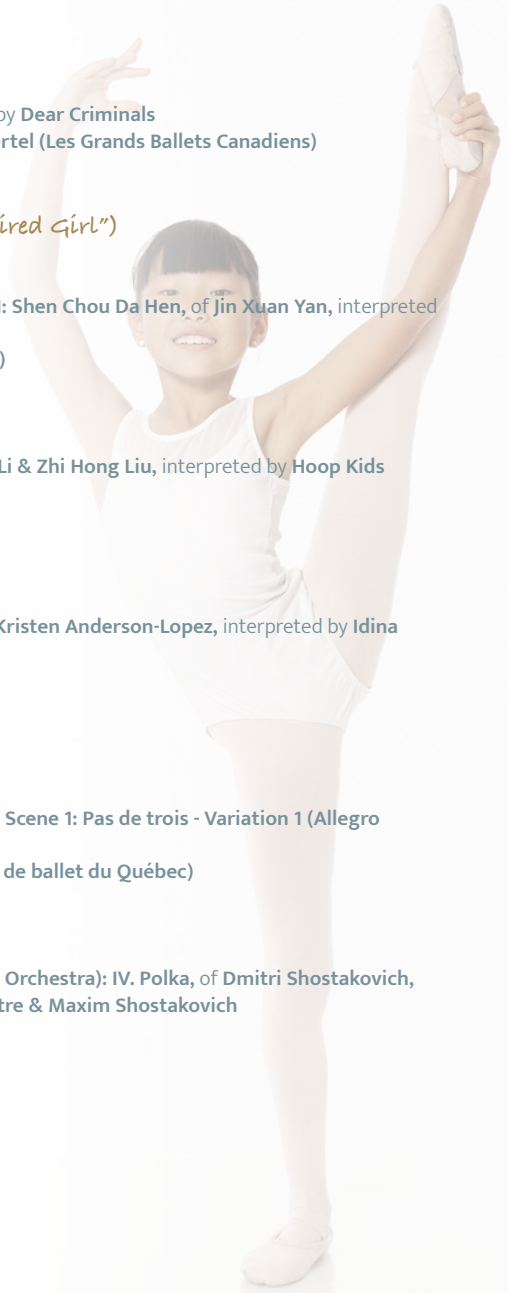 by Dear Criminals
rtel (Les Grands Ballets Canadiens)
ired Girl”)
: Shen Chou Da Hen, of Jin Xuan Yan, interpreted
)
Li & Zhi Hong Liu, interpreted by Hoop Kids
Kristen Anderson-Lopez, interpreted by Idina
Scene 1: Pas de trois - Variation 1 (Allegro
de ballet du Québec)
Orchestra): IV. Polka, of Dmitri Shostakovich,
tre & Maxim Shostakovich